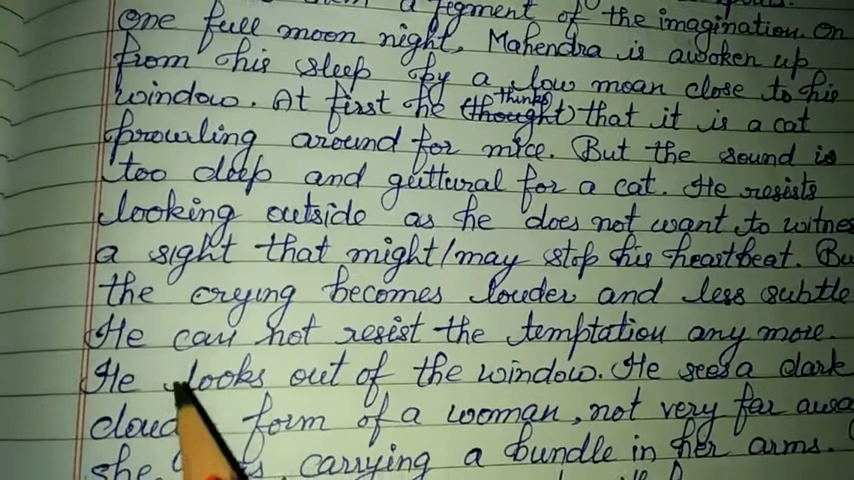 a fegment of the imagination. On
One full moon night, Mahendra is awoken up
from his sleep by a low moan close to his
window. At first he (thought) thinks that it is a cat
prowling around for mice. But the sound is
too deep and guttural for a cat. He resists
looking outside as he does not want to witnes
a sight that might/may stop his heartbeat. Bu
the crying becomes louder and less subtle
He can not resist the temptation any more.
He looks out of the window. He sees a dark
cloud form of a woman, not very far awa
she carrying a bundle in her arms.